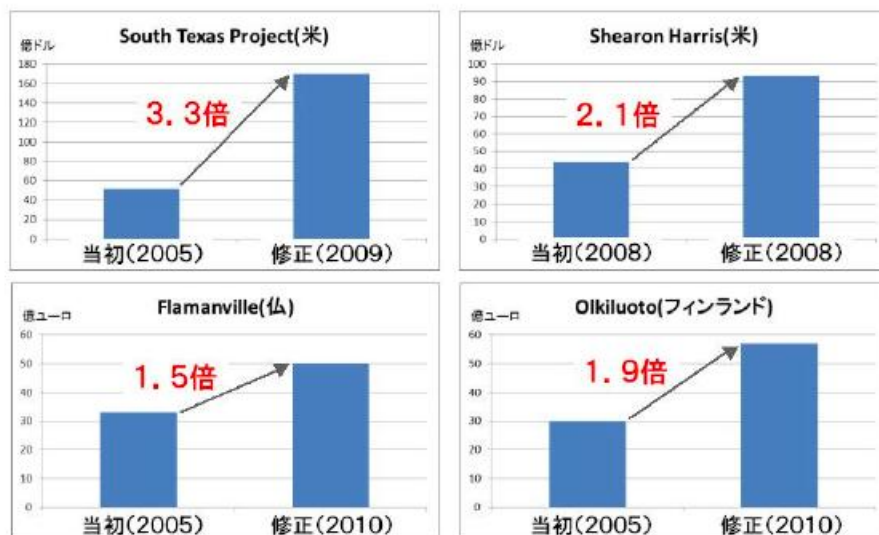 South Texas Project(米)
億ドル
180
160
140
120
100
80
60
40
20
0
3.3倍
当初(2005)
修正(2009)
Shearon Harris(米)
億ドル
100
90
80
70
60
50
40
30
20
10
0
2.1倍
当初(2008)
修正(2008)
Flamanville(仏)
億ユーロ
60
50
40
30
20
10
0
1.5倍
当初(2005)
修正(2010)
Olkiluoto(フィンランド)
億ユーロ
60
50
40
30
20
10
0
1.9倍
当初(2005)
修正(2010)